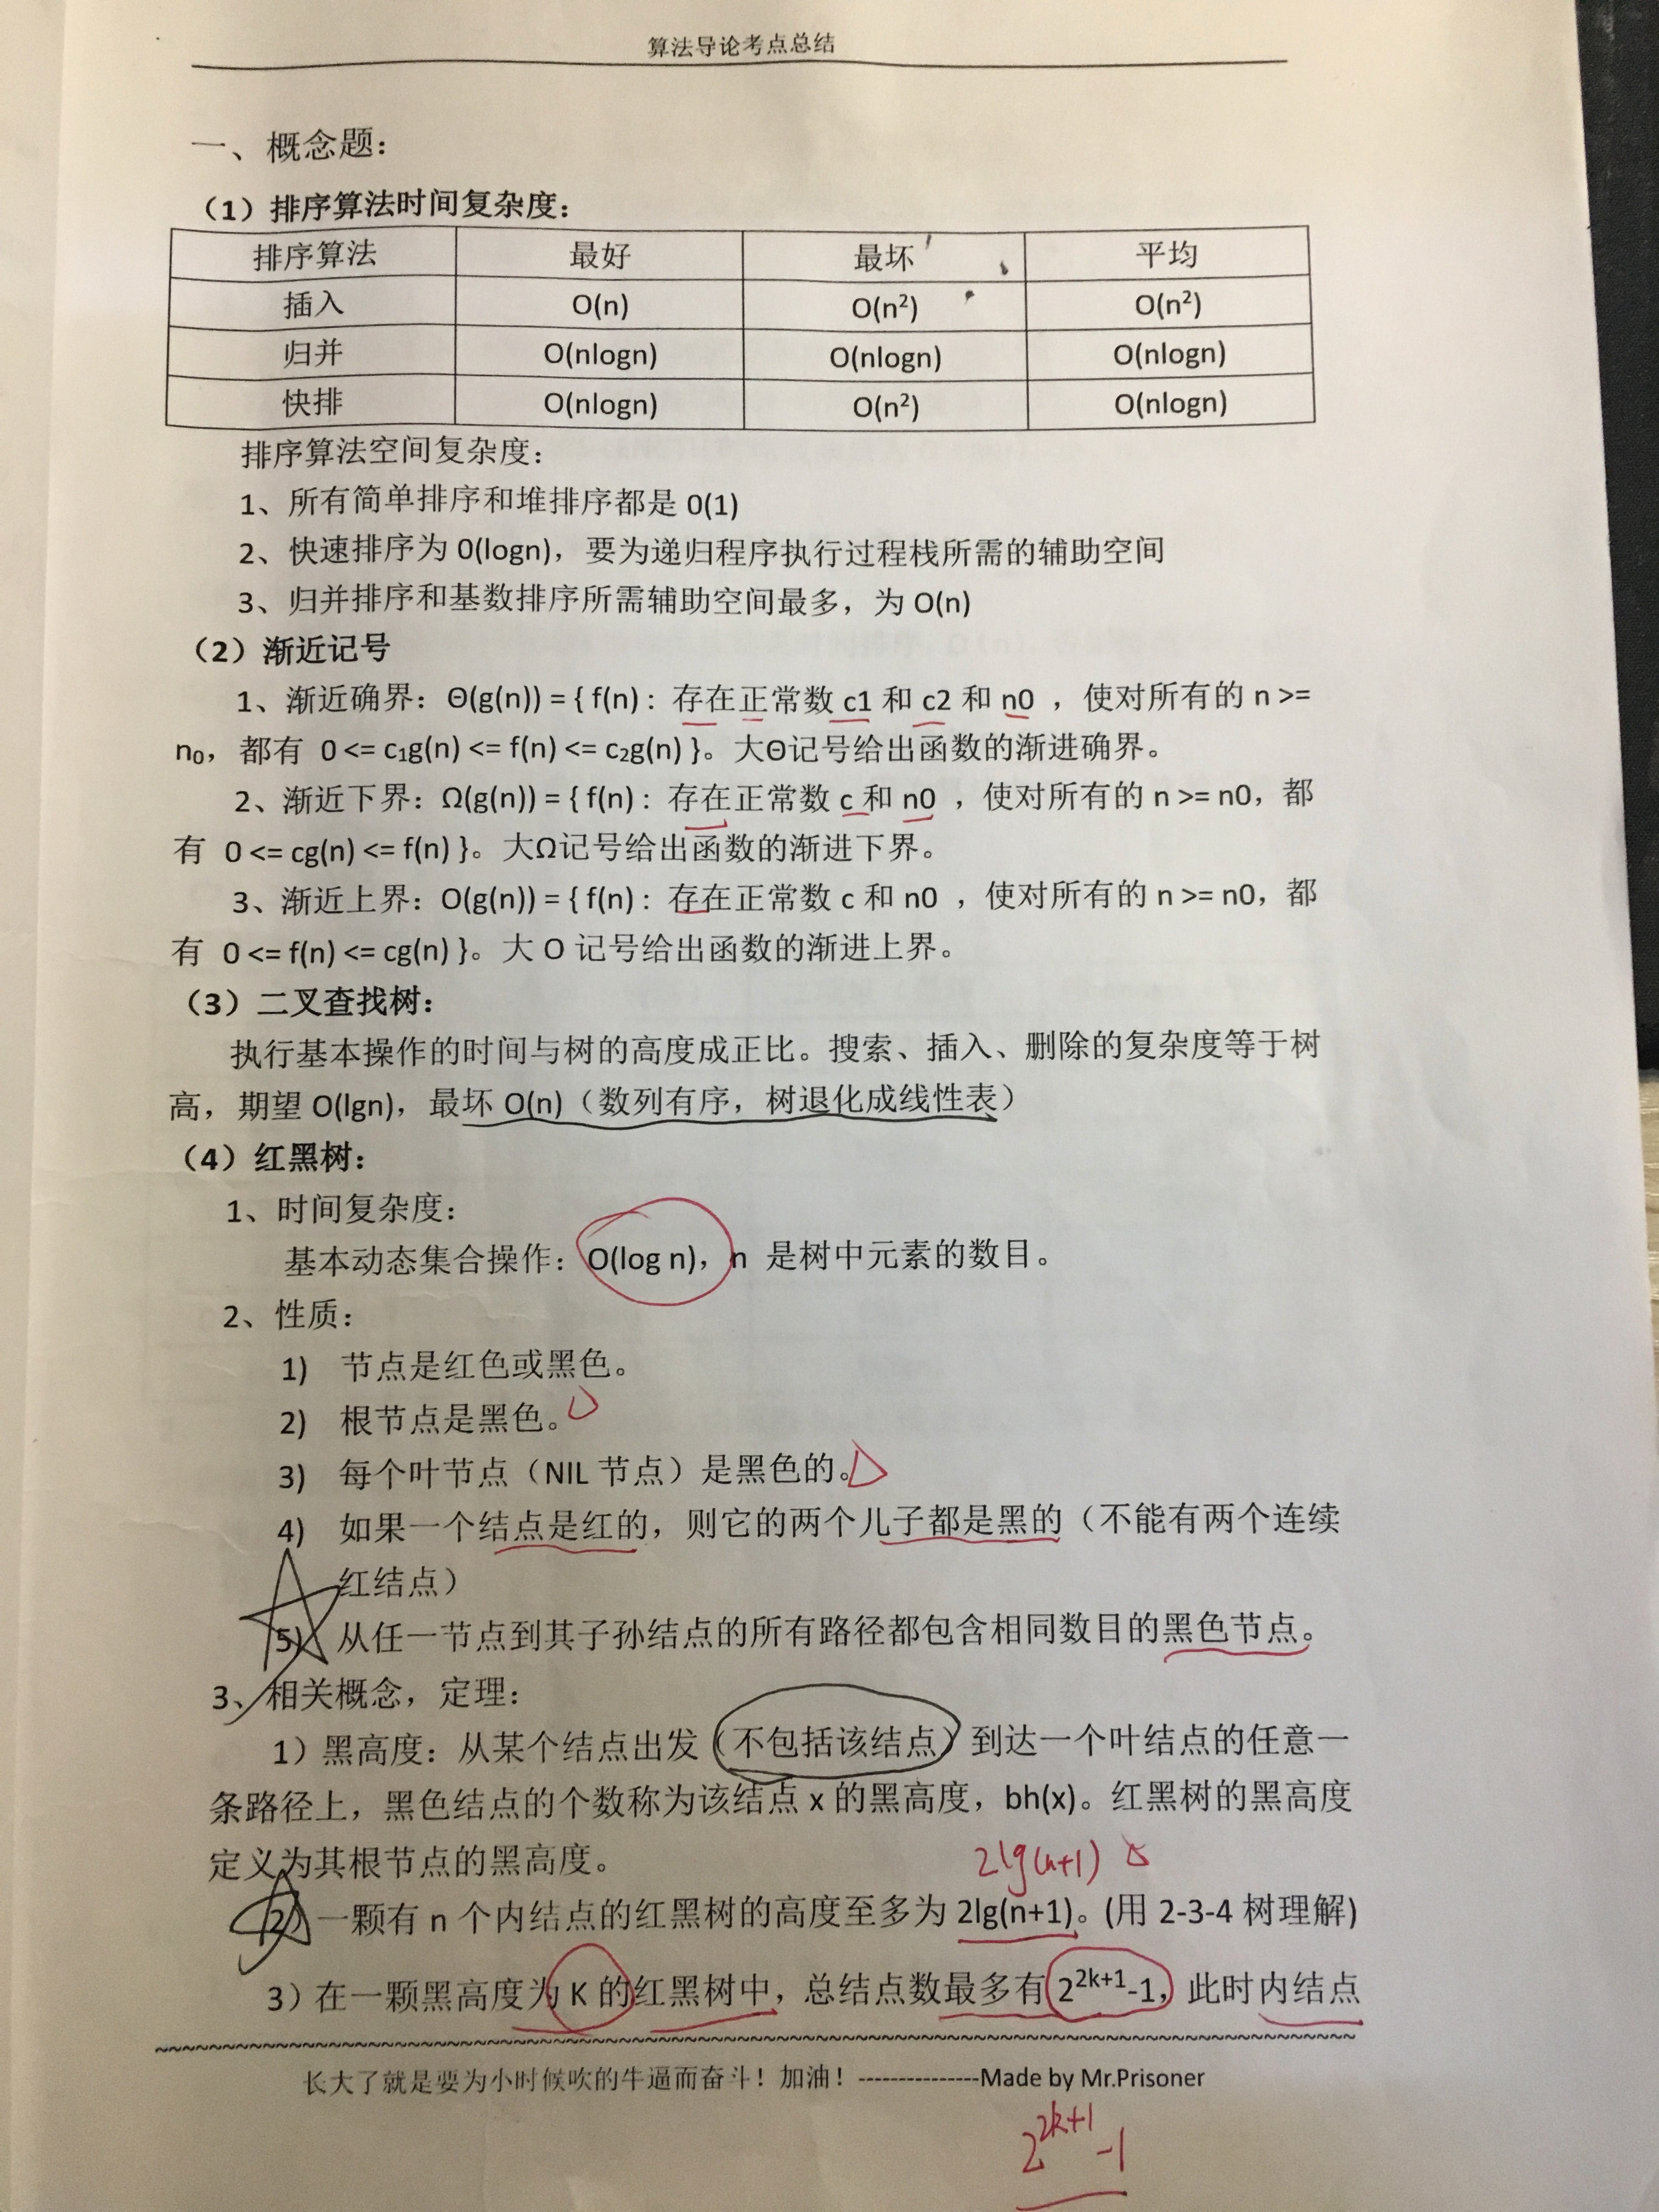 算法导论考点总结
一、概念题：
（1）排序算法时间复杂度：
排序算法 最好 最坏 平均
插入 O(n) O(n²) O(n²)
归并 O(nlogn) O(nlogn) O(nlogn)
快排 O(nlogn) O(n²) O(nlogn)
排序算法空间复杂度：
1、所有简单排序和堆排序都是 0(1)
2、快速排序为 0(logn)，要为递归程序执行过程栈所需的辅助空间
3、归并排序和基数排序所需辅助空间最多，为 O(n)
（2）渐近记号
1、渐近确界：Θ(g(n)) = { f(n) : 存在正常数 c1 和 c2 和 n0 ，使对所有的 n >=
n₀，都有 0 <= c₁g(n) <= f(n) <= c₂g(n) }。大Θ记号给出函数的渐进确界。
2、渐近下界：Ω(g(n)) = { f(n) : 存在正常数 c 和 n0 ，使对所有的 n >= n0，都
有 0 <= cg(n) <= f(n) }。大Ω记号给出函数的渐进下界。
3、渐近上界：O(g(n)) = { f(n) : 存在正常数 c 和 n0 ，使对所有的 n >= n0，都
有 0 <= f(n) <= cg(n) }。大 O 记号给出函数的渐进上界。
（3）二叉查找树：
执行基本操作的时间与树的高度成正比。搜索、插入、删除的复杂度等于树
高，期望 O(lgn)，最坏 O(n)（数列有序，树退化成线性表）
（4）红黑树：
1、时间复杂度：
基本动态集合操作：O(log n)，n 是树中元素的数目。
2、性质：
1) 节点是红色或黑色。
2) 根节点是黑色。
3) 每个叶节点（NIL 节点）是黑色的。
4) 如果一个结点是红的，则它的两个儿子都是黑的（不能有两个连续
红结点）
5) 从任一节点到其子孙结点的所有路径都包含相同数目的黑色节点。
3、相关概念，定理：
1）黑高度：从某个结点出发（不包括该结点）到达一个叶结点的任意一
条路径上，黑色结点的个数称为该结点 x 的黑高度，bh(x)。红黑树的黑高度
定义为其根节点的黑高度。
2lg(n+1)
2）一颗有 n 个内结点的红黑树的高度至多为 2lg(n+1)。(用 2-3-4 树理解)
3）在一颗黑高度为 K 的红黑树中，总结点数最多有 2²ᵏ⁺¹-1，此时内结点
长大了就是要为小时候吹的牛逼而奋斗！加油！---------------Made by Mr.Prisoner
2²ᵏ⁺¹-1